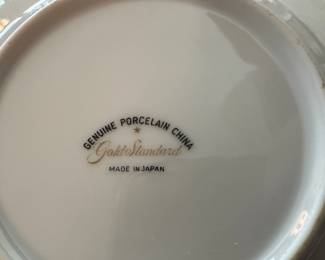 GENUINE PORCELAIN CHINA
Gold Standard
MADE IN JAPAN